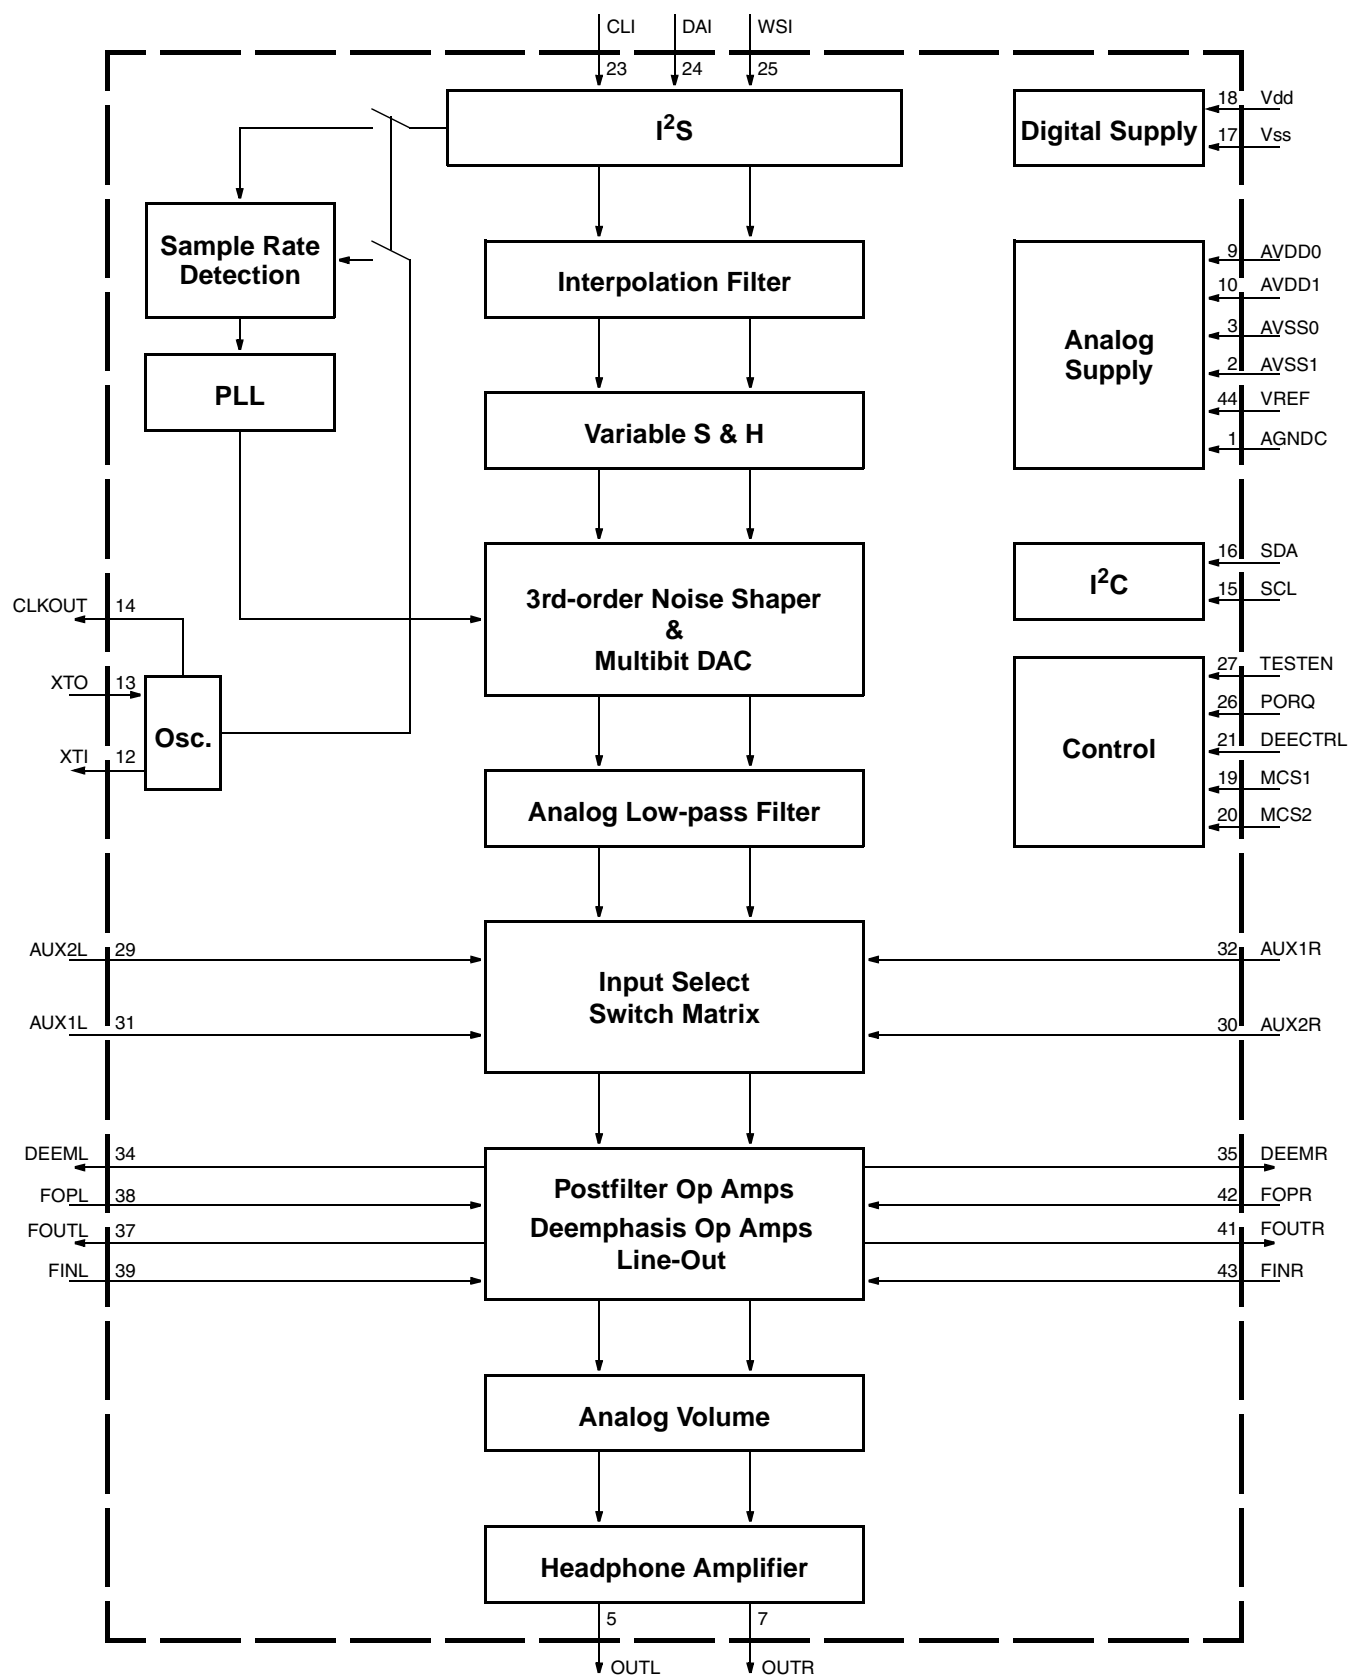 CLI DAI WSI
23 24 25
I²S
Digital Supply
18 Vdd
17 Vss
Sample Rate
Detection
Interpolation Filter
Analog
Supply
9 AVDD0
10 AVDD1
3 AVSS0
2 AVSS1
44 VREF
1 AGNDC
PLL
Variable S & H
3rd-order Noise Shaper
&
Multibit DAC
I²C
16 SDA
15 SCL
CLKOUT 14
XTO 13
XTI 12
Osc.
Control
27 TESTEN
26 PORQ
21 DEECTRL
19 MCS1
20 MCS2
Analog Low-pass Filter
AUX2L 29
AUX1L 31
Input Select
Switch Matrix
32 AUX1R
30 AUX2R
DEEML 34
FOPL 38
FOUTL 37
FINL 39
Postfilter Op Amps
Deemphasis Op Amps
Line-Out
35 DEEMR
42 FOPR
41 FOUTR
43 FINR
Analog Volume
Headphone Amplifier
5 7
OUTL OUTR